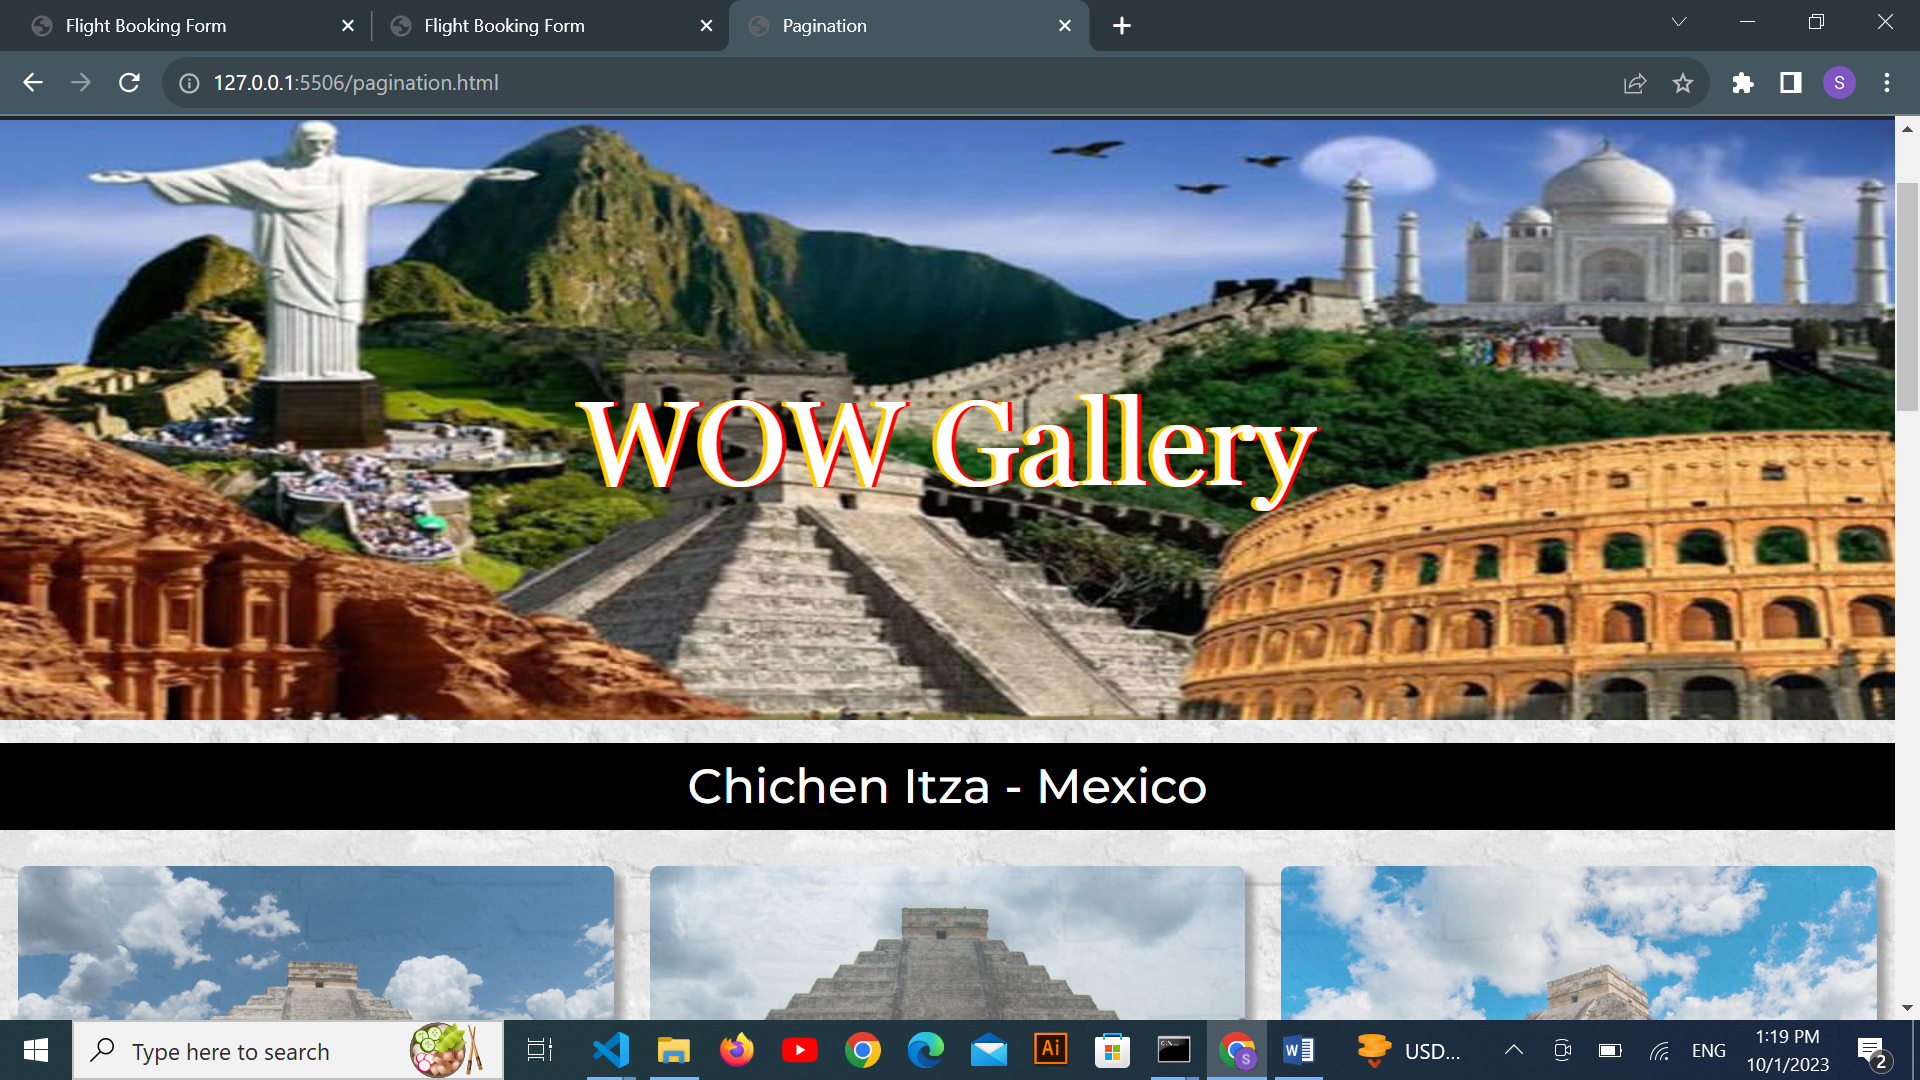 Flight Booking Form
Flight Booking Form
Pagination
127.0.0.1:5506/pagination.html
S
WOW Gallery
Chichen Itza - Mexico
Type here to search
Ai
C:\
S
W
USD...
ENG
1:19 PM
10/1/2023
2